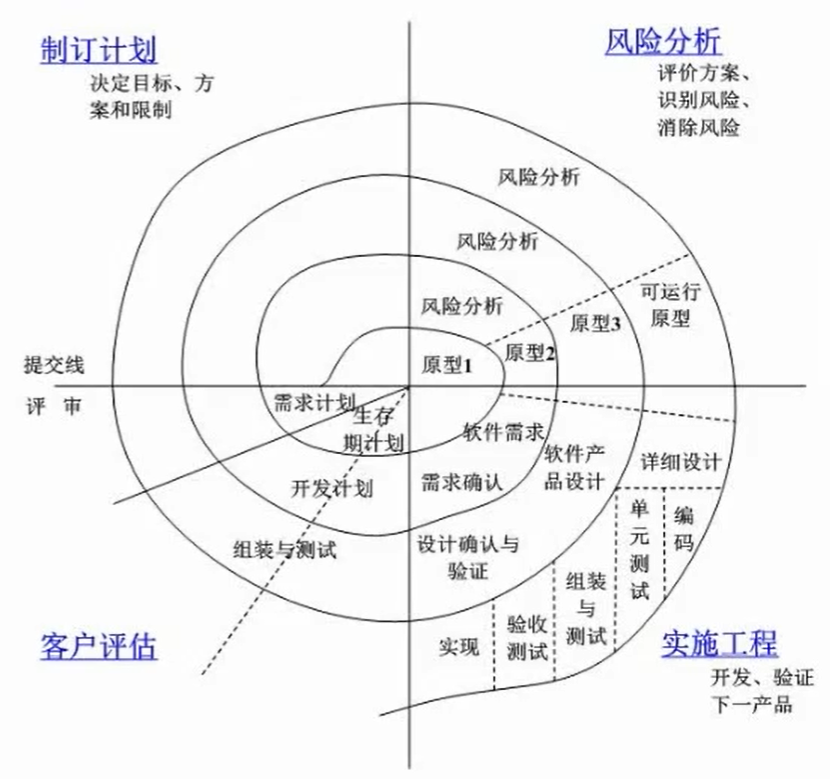 制订计划
决定目标、方
案和限制
风险分析
评价方案、
识别风险、
消除风险
风险分析
风险分析
风险分析
可运行
原型
原型3
原型2
原型1
提交线
评 审
需求计划
生存
期计划
软件需求
软件产
品设计
详细设计
开发计划
需求确认
单
元
测
试
编
码
组装与测试
设计确认与
验证
组装
与
测试
验收
测试
实现
客户评估
实施工程
开发、验证
下一产品